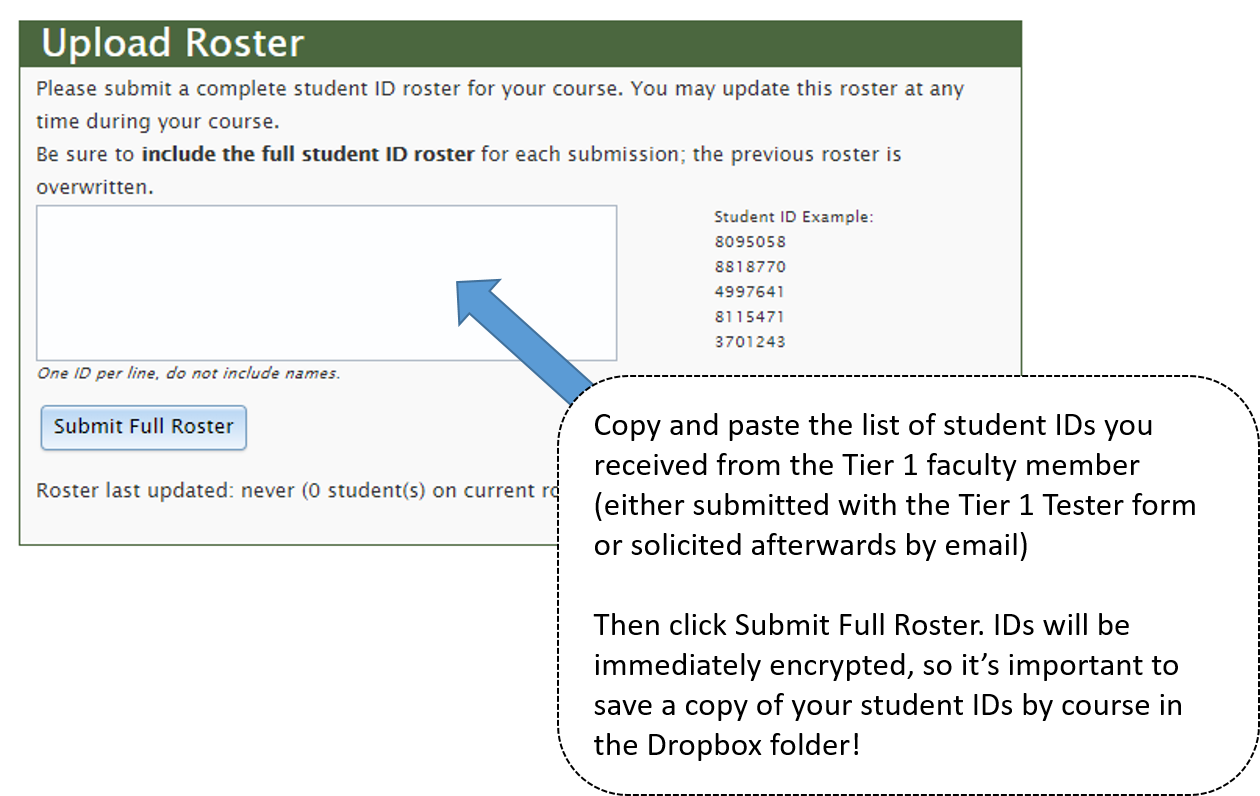 Upload Roster
Please submit a complete student ID roster for your course. You may update this roster at any
time during your course.
Be sure to include the full student ID roster for each submission; the previous roster is
overwritten.
Student ID Example:
8095058
8818770
4997641
8115471
3701243
One ID per line, do not include names.
Submit Full Roster
Roster last updated: never (0 student(s) on current
Copy and paste the list of student IDs you
received from the Tier 1 faculty member
(either submitted with the Tier 1 Tester form
or solicited afterwards by email)
Then click Submit Full Roster. IDs will be
immediately encrypted, so it’s important to
save a copy of your student IDs by course in
the Dropbox folder!